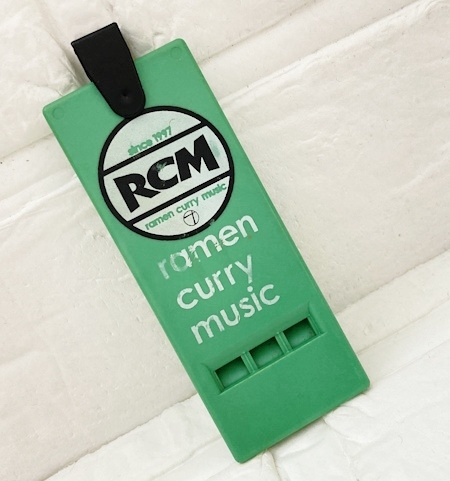 since 1997
RCM
ramen curry music
ramen
curry
music